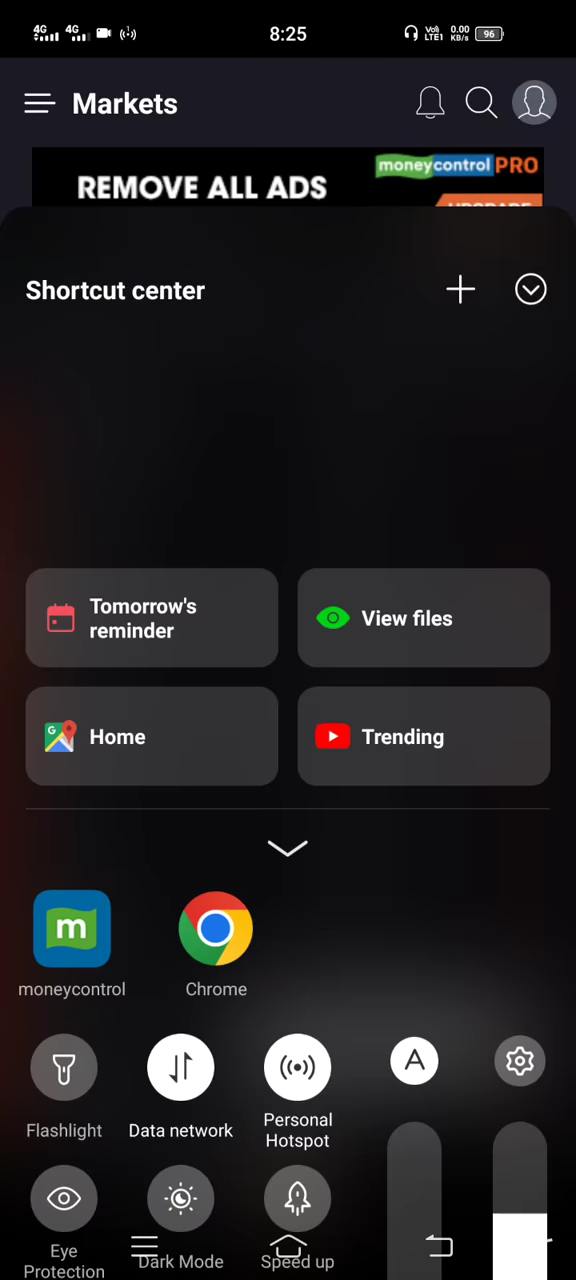 4G 4G 8:25 Vo) LTE1 0.00 KB/s 96
Markets
REMOVE ALL ADS moneycontrol PRO
UPGRADE
Shortcut center
Tomorrow's
reminder
View files
Home
Trending
m
moneycontrol Chrome
A
Flashlight Data network Personal
Hotspot
Eye
Protection
Dark Mode Speed up